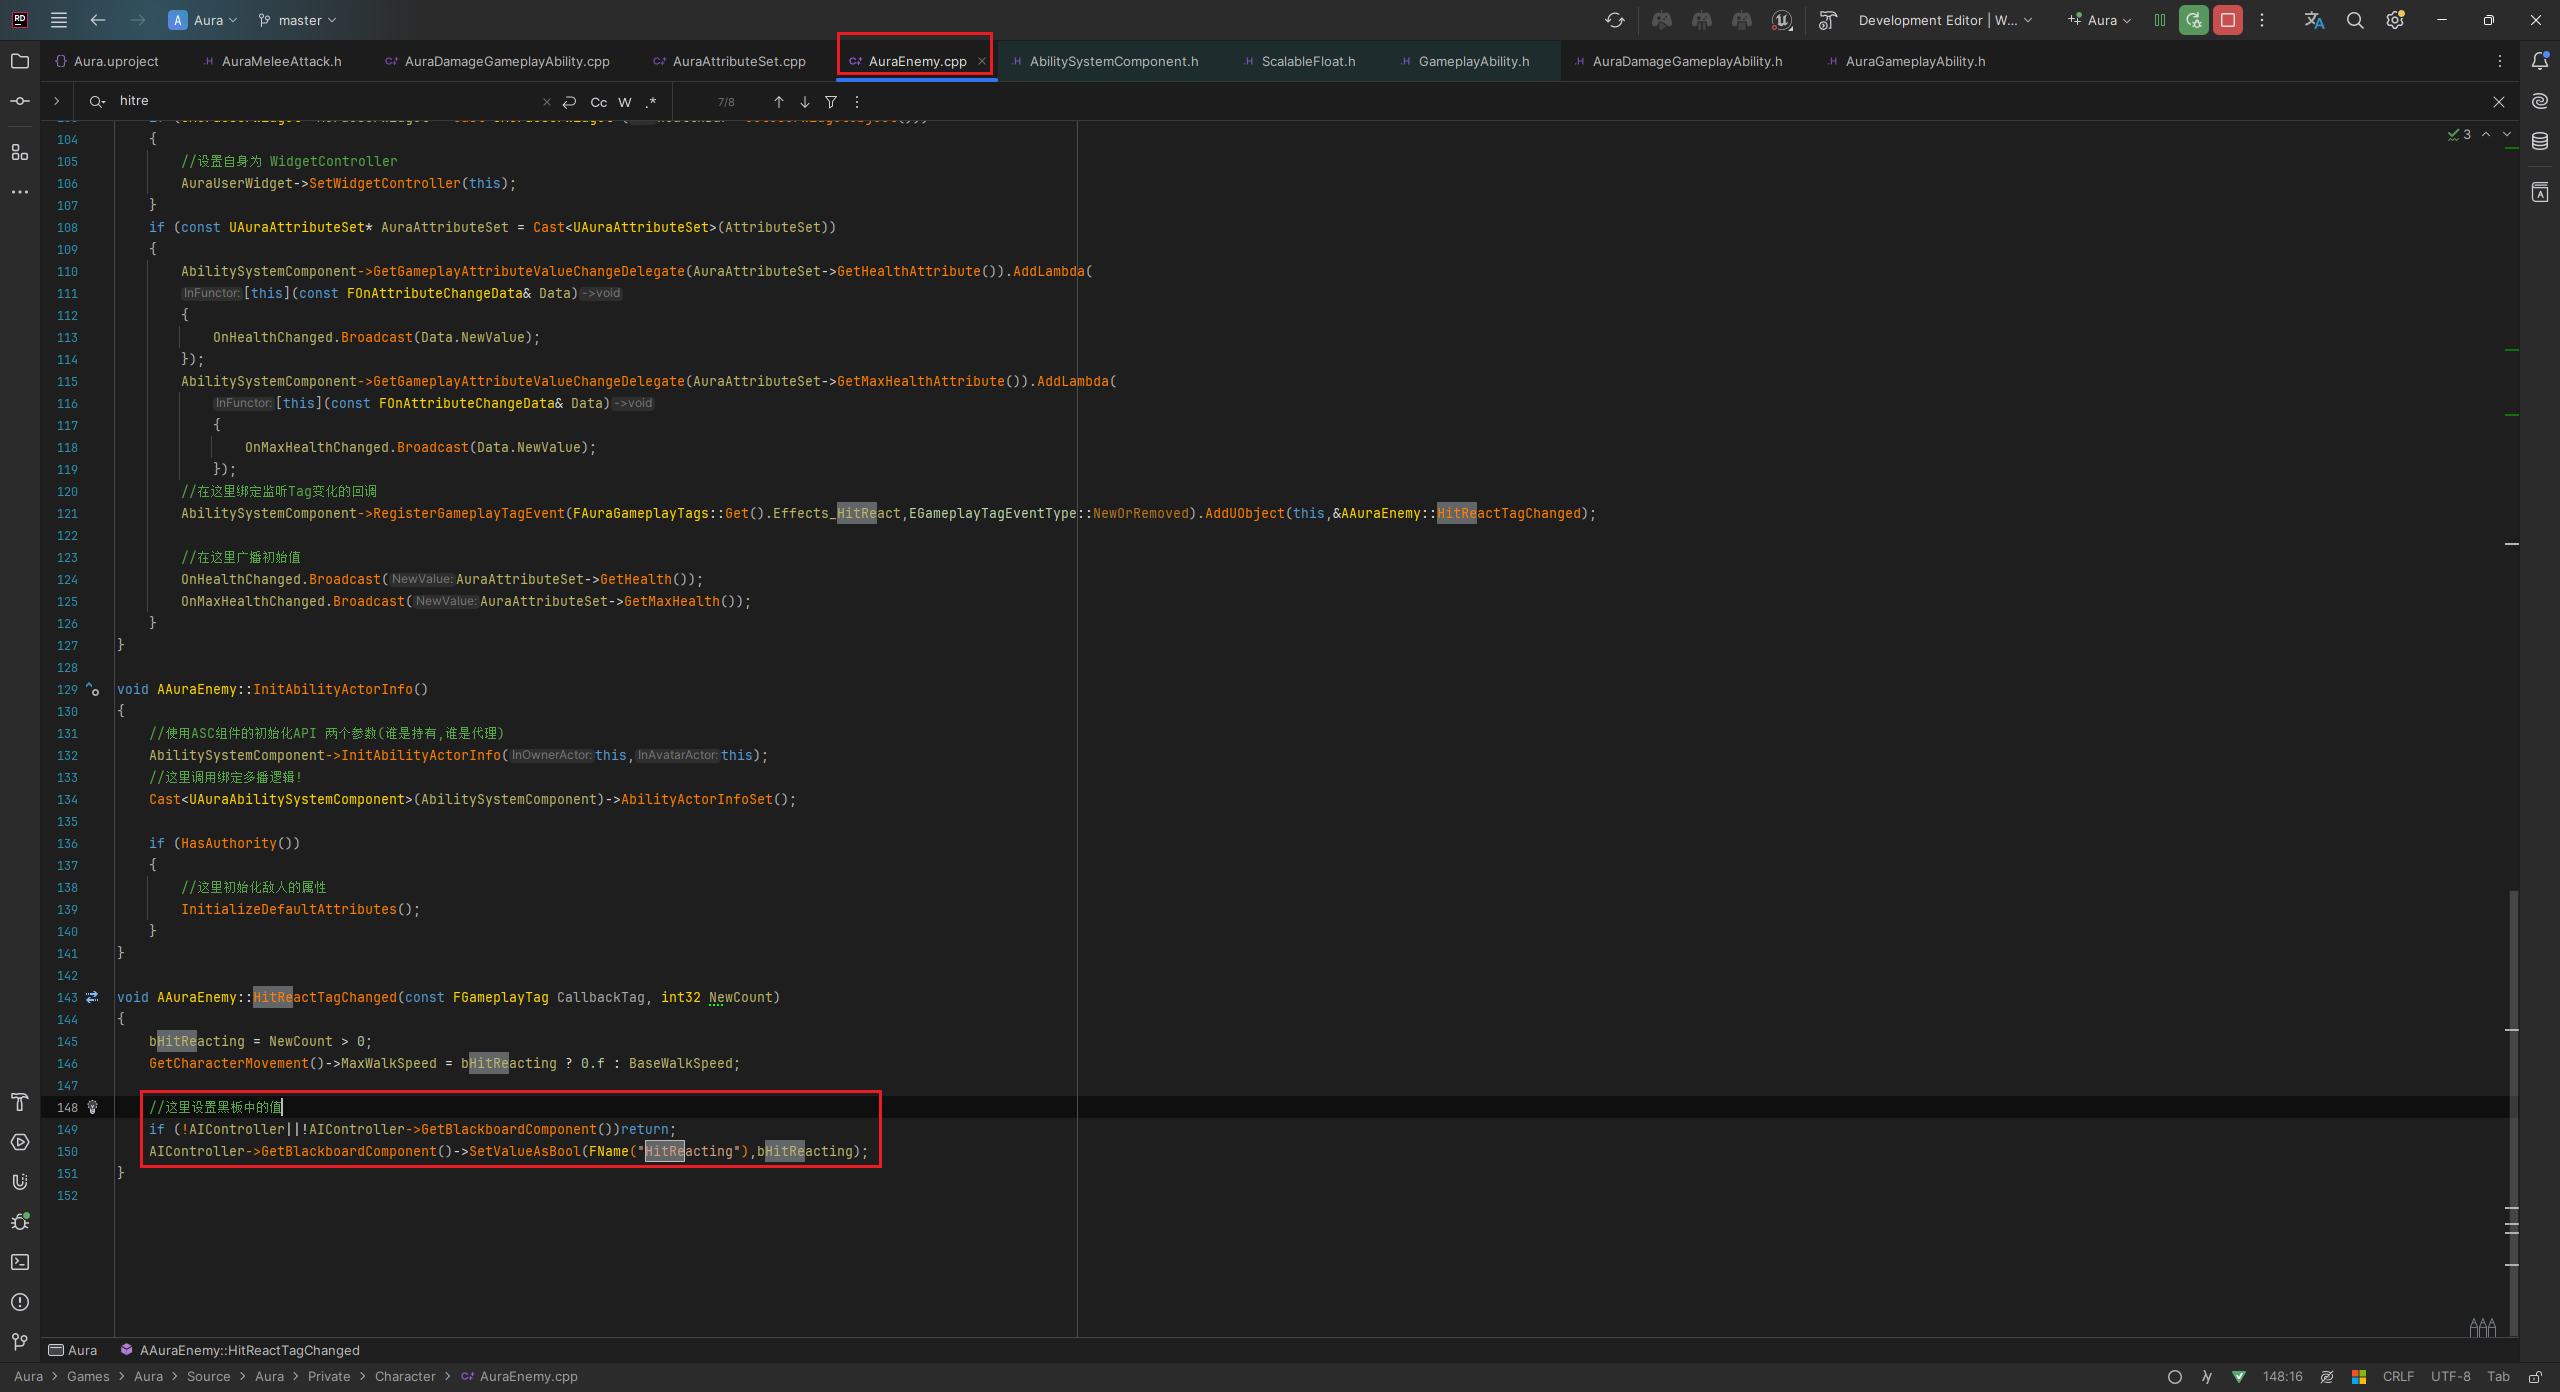 Aura
master
Development Editor | W...
Aura
Aura.uproject
AuraMeleeAttack.h
AuraDamageGameplayAbility.cpp
AuraAttributeSet.cpp
AuraEnemy.cpp
AbilitySystemComponent.h
ScalableFloat.h
GameplayAbility.h
AuraDamageGameplayAbility.h
AuraGameplayAbility.h
hitre
Cc W .*
7/8
3
104 {
105 //设置自身为 WidgetController
106 AuraUserWidget->SetWidgetController(this);
107 }
108 if (const UAuraAttributeSet* AuraAttributeSet = Cast<UAuraAttributeSet>(AttributeSet))
109 {
110 AbilitySystemComponent->GetGameplayAttributeValueChangeDelegate(AuraAttributeSet->GetHealthAttribute()).AddLambda(
111 InFunctor: [this](const FOnAttributeChangeData& Data) ->void
112 {
113 OnHealthChanged.Broadcast(Data.NewValue);
114 });
115 AbilitySystemComponent->GetGameplayAttributeValueChangeDelegate(AuraAttributeSet->GetMaxHealthAttribute()).AddLambda(
116 InFunctor: [this](const FOnAttributeChangeData& Data) ->void
117 {
118 OnMaxHealthChanged.Broadcast(Data.NewValue);
119 });
120 //在这里绑定监听Tag变化的回调
121 AbilitySystemComponent->RegisterGameplayTagEvent(FAuraGameplayTags::Get().Effects_HitReact,EGameplayTagEventType::NewOrRemoved).AddUObject(this,&AAuraEnemy::HitReactTagChanged);
122
123 //在这里广播初始值
124 OnHealthChanged.Broadcast( NewValue: AuraAttributeSet->GetHealth());
125 OnMaxHealthChanged.Broadcast( NewValue: AuraAttributeSet->GetMaxHealth());
126 }
127 }
128
129 void AAuraEnemy::InitAbilityActorInfo()
130 {
131 //使用ASC组件的初始化API 两个参数(谁是持有,谁是代理)
132 AbilitySystemComponent->InitAbilityActorInfo( InOwnerActor: this, InAvatarActor: this);
133 //这里调用绑定多播逻辑!
134 Cast<UAuraAbilitySystemComponent>(AbilitySystemComponent)->AbilityActorInfoSet();
135
136 if (HasAuthority())
137 {
138 //这里初始化敌人的属性
139 InitializeDefaultAttributes();
140 }
141 }
142
143 void AAuraEnemy::HitReactTagChanged(const FGameplayTag CallbackTag, int32 NewCount)
144 {
145 bHitReacting = NewCount > 0;
146 GetCharacterMovement()->MaxWalkSpeed = bHitReacting ? 0.f : BaseWalkSpeed;
147
148 //这里设置黑板中的值
149 if (!AIController||!AIController->GetBlackboardComponent())return;
150 AIController->GetBlackboardComponent()->SetValueAsBool(FName("HitReacting"),bHitReacting);
151 }
152
Aura AAuraEnemy::HitReactTagChanged
Aura > Games > Aura > Source > Aura > Private > Character > AuraEnemy.cpp
148:16 CRLF UTF-8 Tab